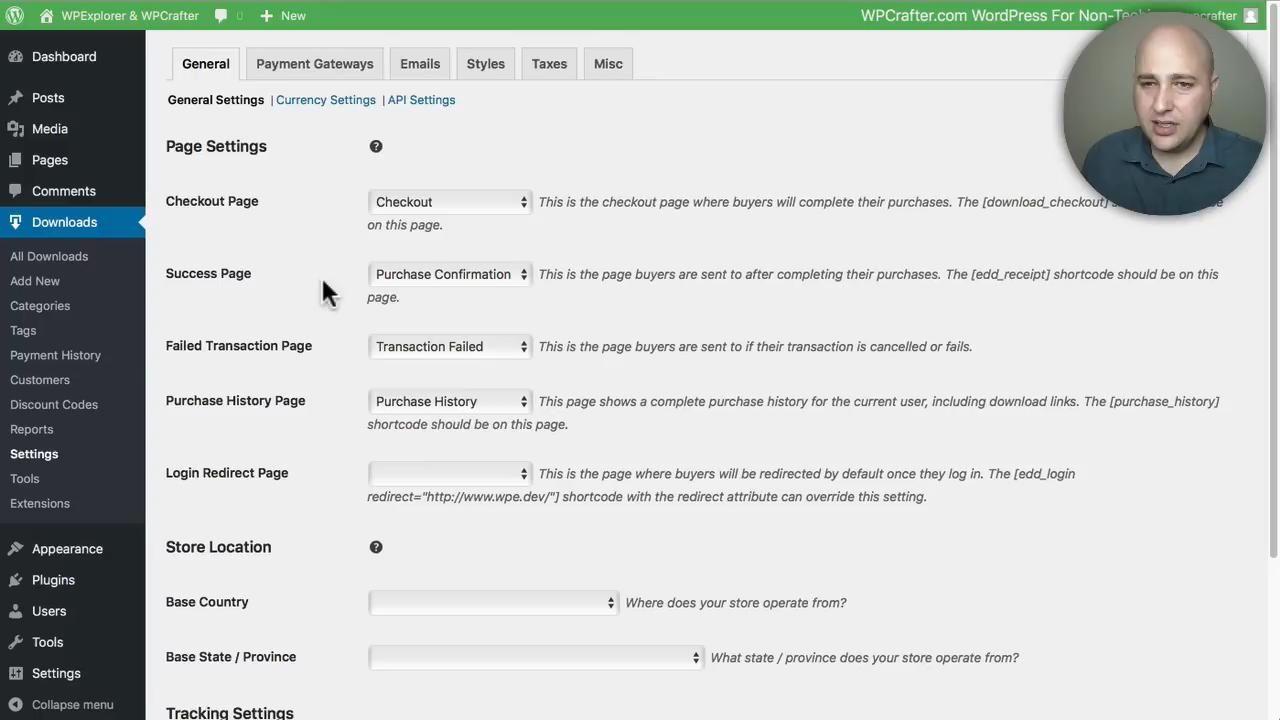 WPExplorer & WPCrafter
New
WPCrafter.com WordPress For Non-Techi
crafter
Dashboard
Posts
Media
Pages
Comments
Downloads
All Downloads
Add New
Categories
Tags
Payment History
Customers
Discount Codes
Reports
Settings
Tools
Extensions
Appearance
Plugins
Users
Tools
Settings
Collapse menu
General
Payment Gateways
Emails
Styles
Taxes
Misc
General Settings | Currency Settings | API Settings
Page Settings
Checkout Page
Checkout
This is the checkout page where buyers will complete their purchases. The [download_checkout]
on this page.
Success Page
Purchase Confirmation
This is the page buyers are sent to after completing their purchases. The [edd_receipt] shortcode should be on this
page.
Failed Transaction Page
Transaction Failed
This is the page buyers are sent to if their transaction is cancelled or fails.
Purchase History Page
Purchase History
This page shows a complete purchase history for the current user, including download links. The [purchase_history]
shortcode should be on this page.
Login Redirect Page
This is the page where buyers will be redirected by default once they log in. The [edd_login
redirect="http://www.wpe.dev/"] shortcode with the redirect attribute can override this setting.
Store Location
Base Country
Where does your store operate from?
Base State / Province
What state / province does your store operate from?
Tracking Settings